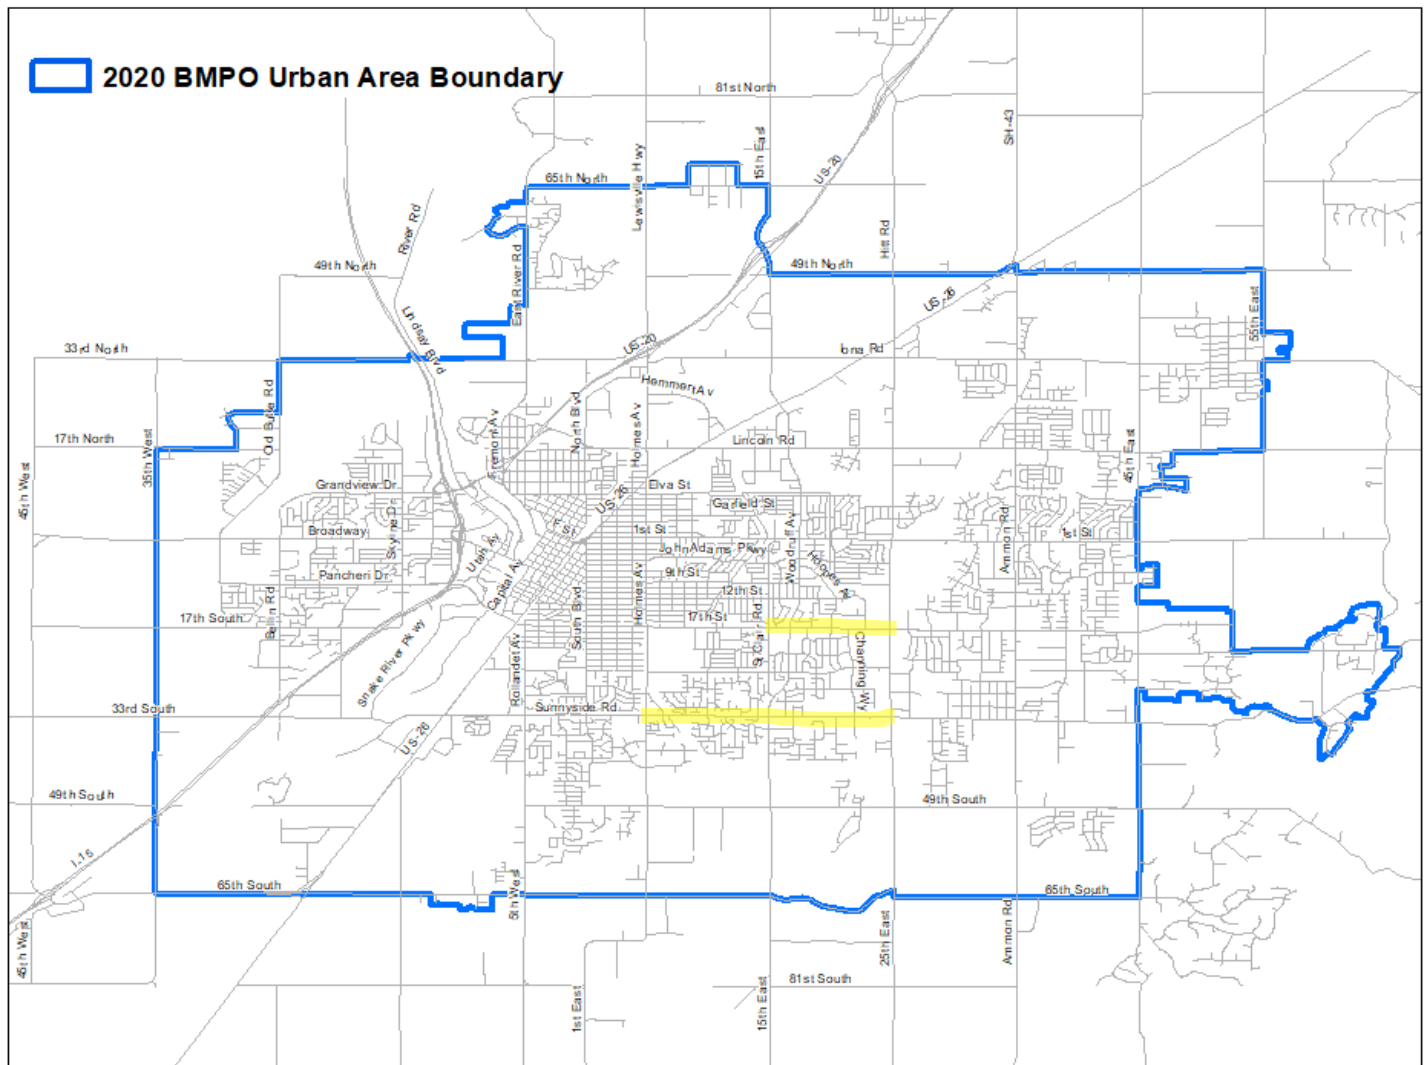 2020 BMPO Urban Area Boundary
81st North
SH-43
15th East
US-20
65th North
Lewisville Hwy
River Rd
Hitt Rd
49th North
East River Rd
49th North
US-26
55th East
Lindsay Blvd
33rd North
US-20
Iona Rd
Hemmert Av
Old Butte Rd
North Blvd
Fremont Av
Holmes Av
17th North
35th West
Lincoln Rd
45th East
45th West
Grandview Dr
Elva St
US-26
Garfield St
Skyline Dr
Broadway
F St
1st St
Woodruff Av
Ammon Rd
1st St
Utah Av
John Adams Pkwy
Hoopes Av
Pancheri Dr
9th St
Capital Av
Holmes Av
12th St
Bellin Rd
17th South
South Blvd
17th St
St Clair Rd
Snake River Pkwy
Rollandet Av
Channing Wy
33rd South
Sunnyside Rd
US-26
49th South
49th South
I-15
65th South
5th West
65th South
45th West
25th East
Ammon Rd
81st South
1st East
15th East